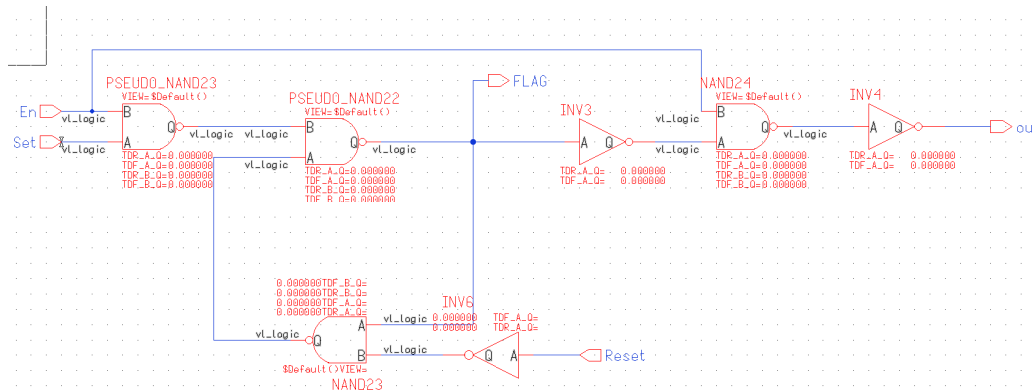 PSEUDO_NAND23
VIEW=$Default()
En
vl_logic
B
Q
Set
vl_logic
A
vl_logic
TDR_A_Q=0.000000
TDF_A_Q=0.000000
TDR_B_Q=0.000000
TDF_B_Q=0.000000
PSEUDO_NAND22
VIEW=$Default()
vl_logic
B
Q
vl_logic
A
vl_logic
TDR_A_Q=0.000000
TDF_A_Q=0.000000
TDR_B_Q=0.000000
TDF_B_Q=0.000000
FLAG
INV3
A Q
vl_logic
TDR_A_Q= 0.000000
TDF_A_Q= 0.000000
NAND24
VIEW=$Default()
vl_logic
B
Q
vl_logic
A
vl_logic
TDR_A_Q=0.000000
TDF_A_Q=0.000000
TDR_B_Q=0.000000
TDF_B_Q=0.000000
INV4
A Q
TDR_A_Q= 0.000000
TDF_A_Q= 0.000000
ou
0.000000TDF_B_Q=
0.000000TDR_B_Q=
0.000000TDF_A_Q=
0.000000TDR_A_Q=
vl_logic
Q
A
vl_logic
B
vl_logic
$Default()VIEW=
NAND23
INV6
0.000000 TDF_A_Q=
0.000000 TDR_A_Q=
Q A
Reset